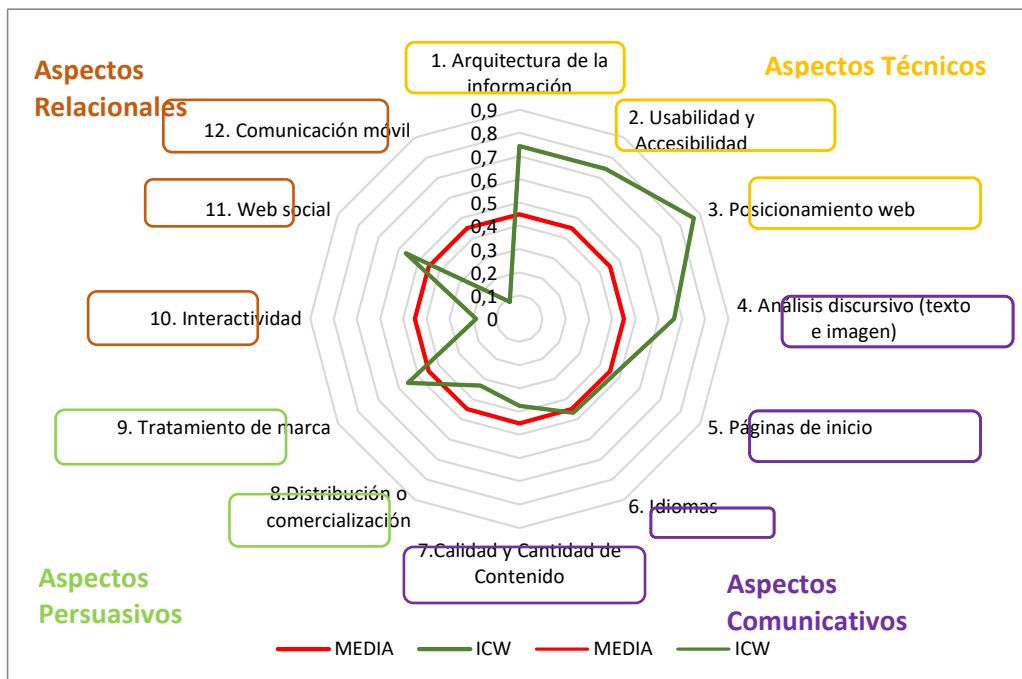 Aspectos
Relacionales
1. Arquitectura de la
información
Aspectos Técnicos
12. Comunicación móvil
2. Usabilidad y
Accesibilidad
11. Web social
3. Posicionamiento web
10. Interactividad
4. Análisis discursivo (texto
e imagen)
9. Tratamiento de marca
5. Páginas de inicio
8.Distribución o
comercialización
6. Idiomas
7.Calidad y Cantidad de
Contenido
0,9
0,8
0,7
0,6
0,5
0,4
0,3
0,2
0,1
0
Aspectos
Persuasivos
Aspectos
Comunicativos
MEDIA ICW MEDIA ICW